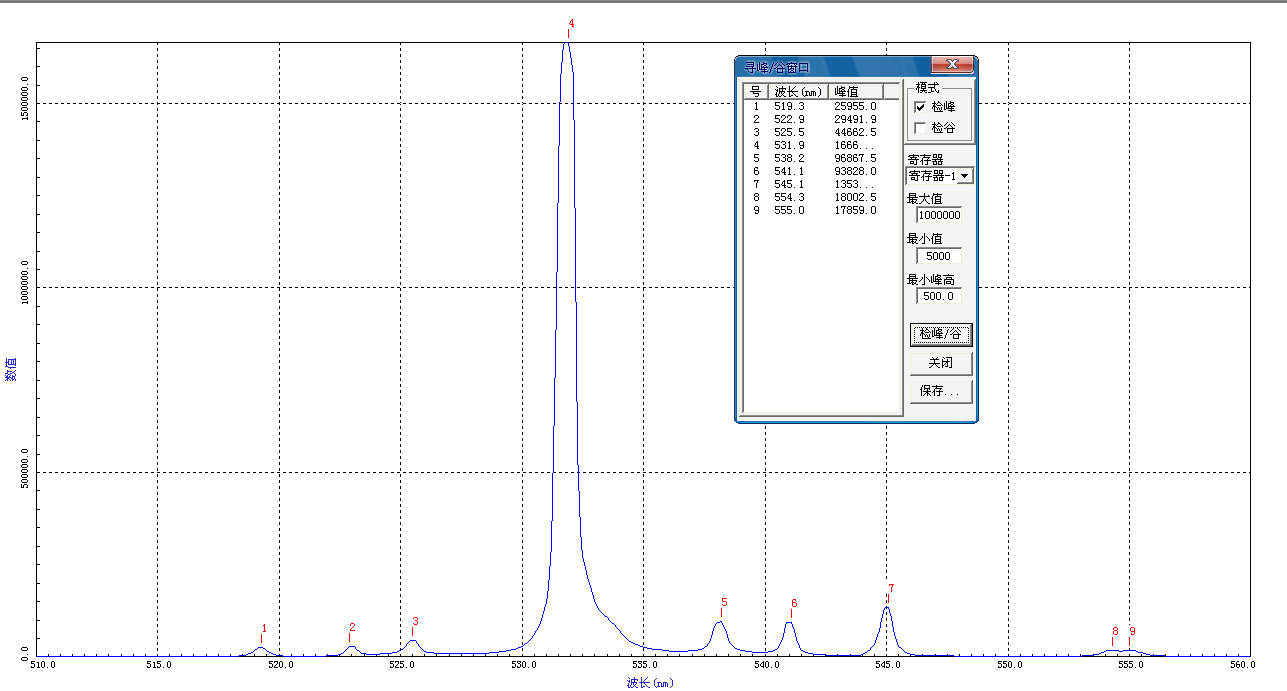 4
寻峰/谷窗口
号 波长(nm) 峰值
1 519.3 25955.0
2 522.9 29491.9
3 525.5 44662.5
4 531.9 1666...
5 538.2 96867.5
6 541.1 93828.0
7 545.1 1353...
8 554.3 18002.5
9 555.0 17859.0
模式
检峰
检谷
寄存器
寄存器-1
最大值
1000000
最小值
5000
最小峰高
500.0
检峰/谷
关闭
保存...
1500000.0
1000000.0
500000.0
0.0
数值
1
2
3
5
6
7
8
9
510.0 515.0 520.0 525.0 530.0 535.0 540.0 545.0 550.0 555.0 560.0
波长(nm)